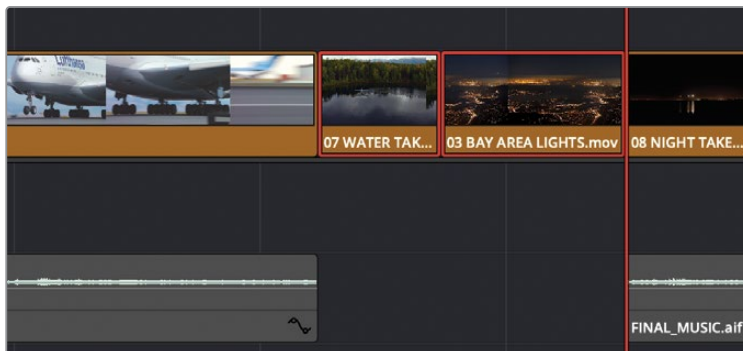 Lufthansa
07 WATER TAK...
03 BAY AREA LIGHTS.mov
08 NIGHT TAKE...
FINAL_MUSIC.aif